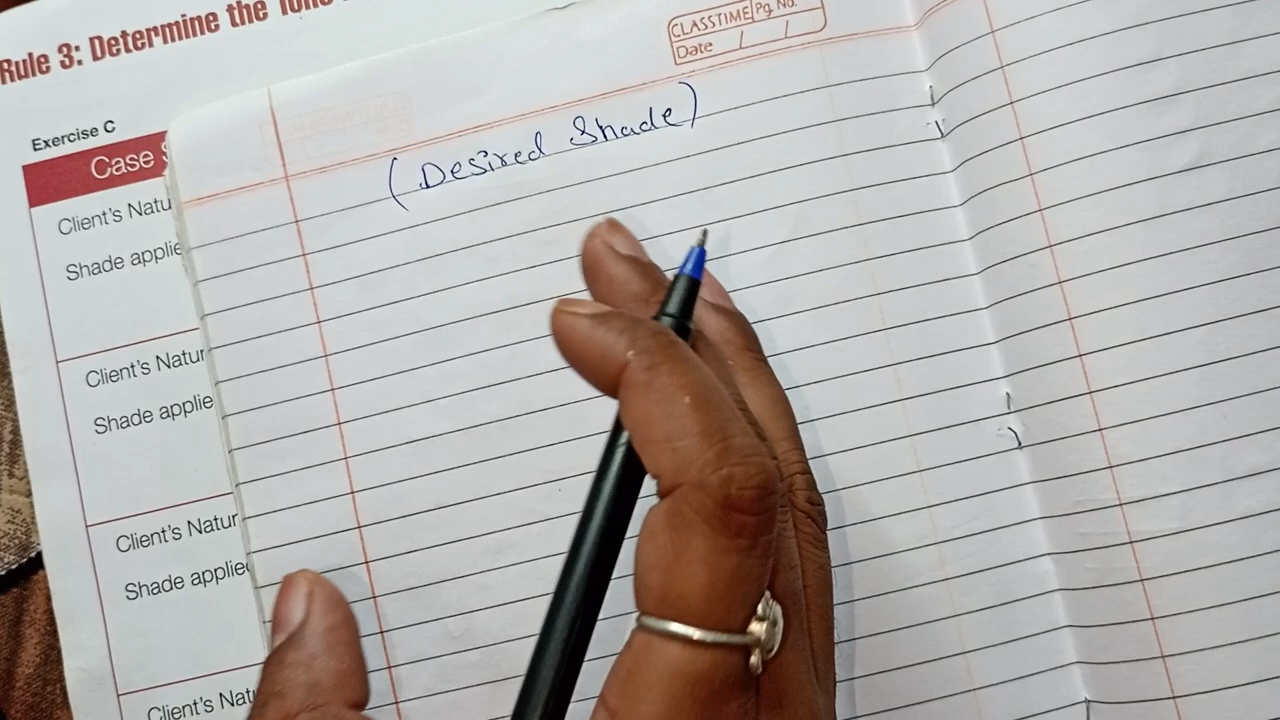 Rule 3: Determine the
CLASSTIME Pg. No.
Date / /
Exercise C
Case
(Desired Shade)
Client's Natu
Shade applie
Client's Natur
Shade applie
Client's Natur
Shade applie
Client's Natu